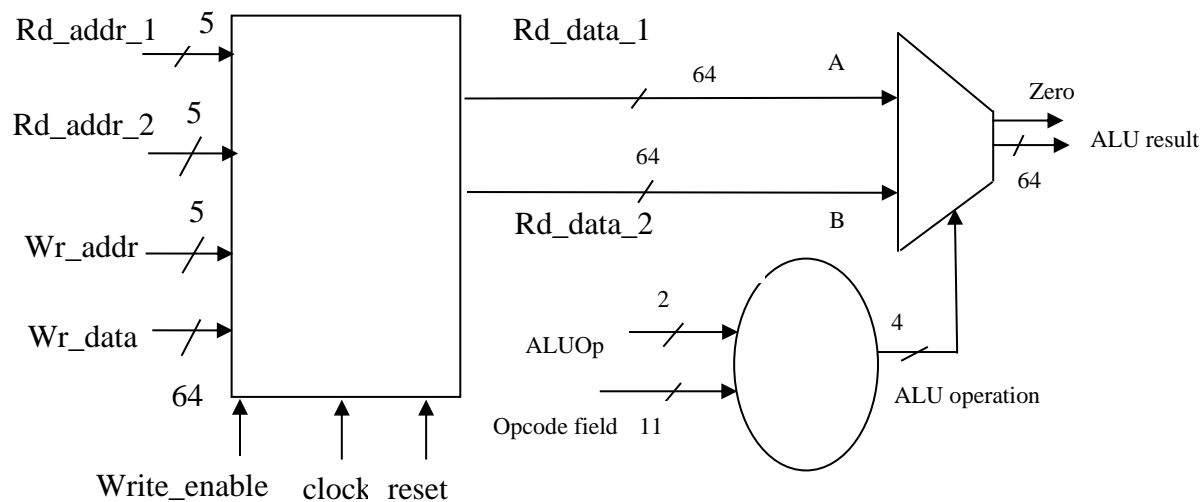 Rd_addr_1
5
Rd_addr_2
5
Wr_addr
5
Wr_data
64
Write_enable
clock
reset
Rd_data_1
64
A
64
Rd_data_2
B
Zero
ALU result
64
2
ALUOp
Opcode field
11
4
ALU operation